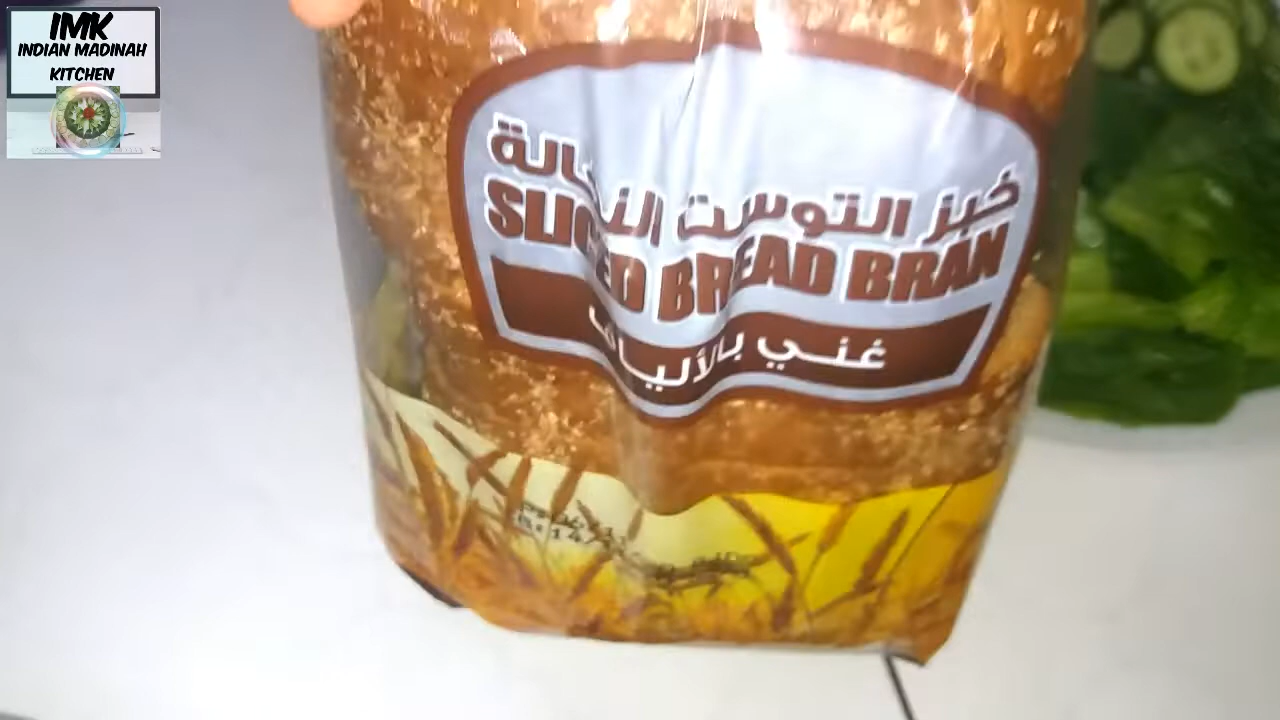 IMK
INDIAN MADINAH
KITCHEN
خبز التوست النخالة
SLICED BREAD BRAN
غني بالألياف